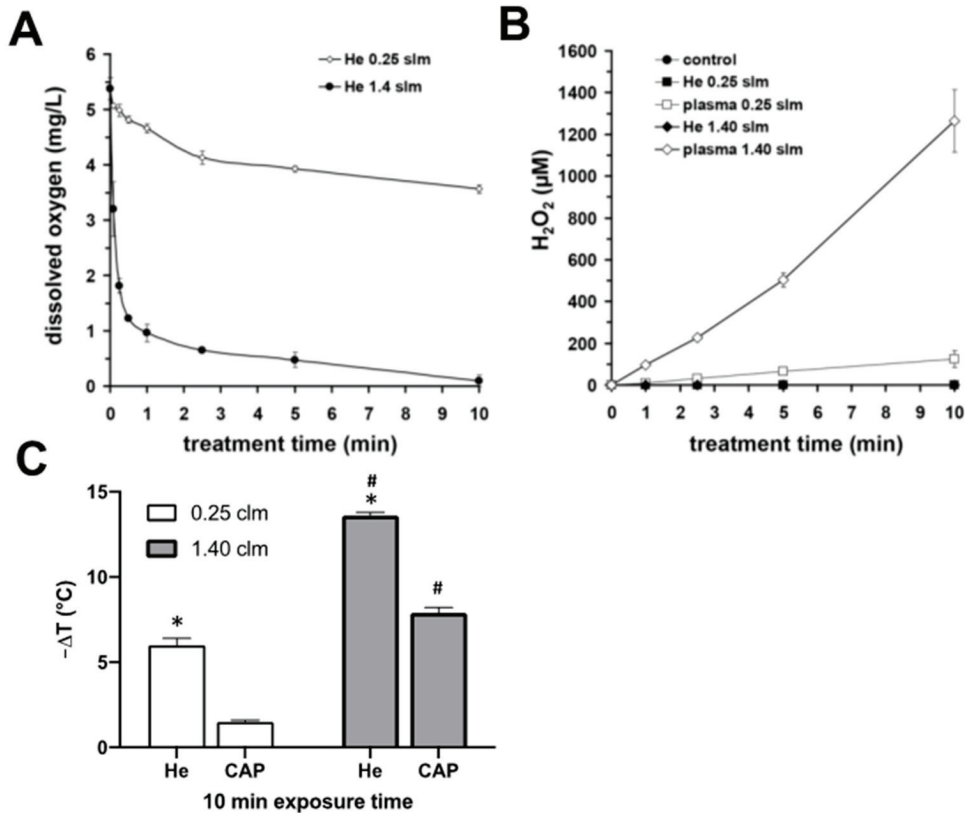 A
B
He 0.25 slm
He 1.4 slm
dissolved oxygen (mg/L)
6
5
4
3
2
1
0
0 1 2 3 4 5 6 7 8 9 10
treatment time (min)
control
He 0.25 slm
plasma 0.25 slm
He 1.40 slm
plasma 1.40 slm
H₂O₂ (µM)
1600
1400
1200
1000
800
600
400
200
0
0 1 2 3 4 5 6 7 8 9 10
treatment time (min)
C
0.25 clm
1.40 clm
-ΔT (°C)
15
10
5
0
*
#
*
#
He CAP He CAP
10 min exposure time